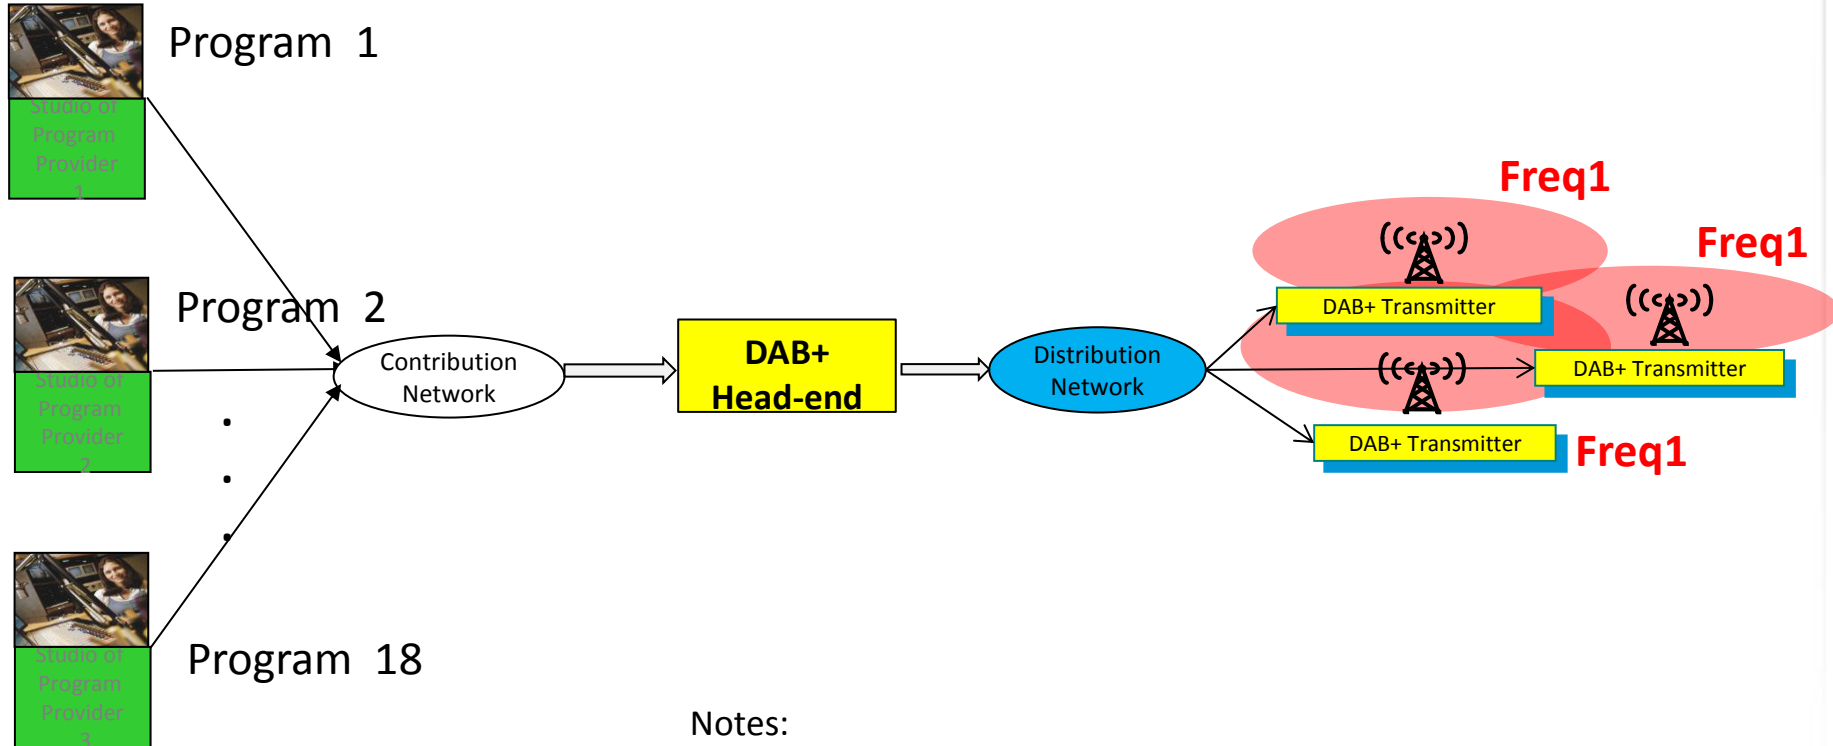 Program 1
Studio of
Program
Provider
1
Program 2
Studio of
Program
Provider
2
.
.
.
Program 18
Studio of
Program
Provider
3
Contribution
Network
DAB+
Head-end
Distribution
Network
Freq1
DAB+ Transmitter
Freq1
DAB+ Transmitter
DAB+ Transmitter
Freq1
Notes: